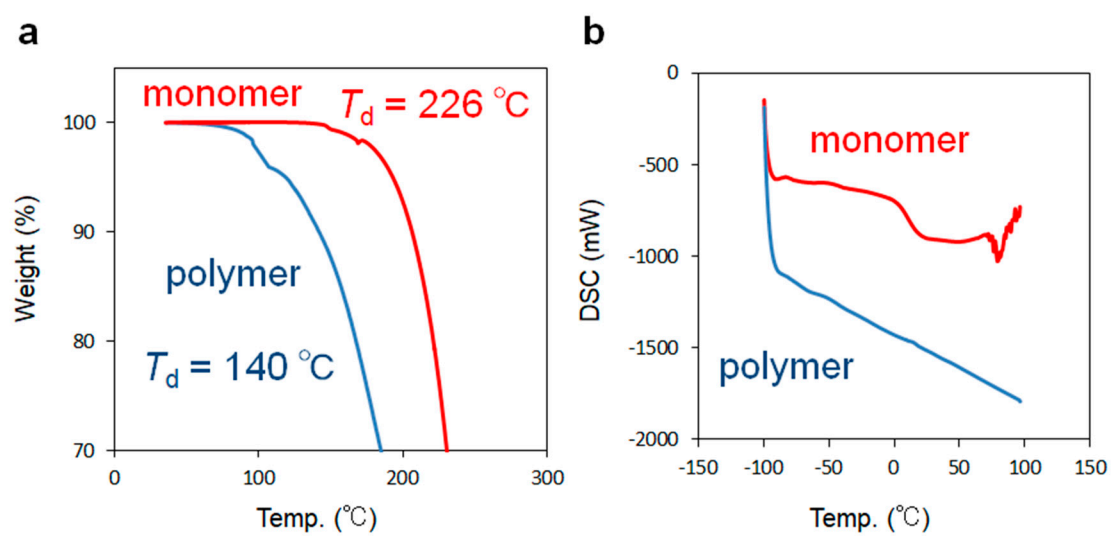 a
monomer
Td = 226 ℃
polymer
Td = 140 ℃
100
90
80
70
0
100
200
300
Weight (%)
Temp. (℃)
b
monomer
polymer
0
-500
-1000
-1500
-2000
-150
-100
-50
0
50
100
150
DSC (mW)
Temp. (℃)